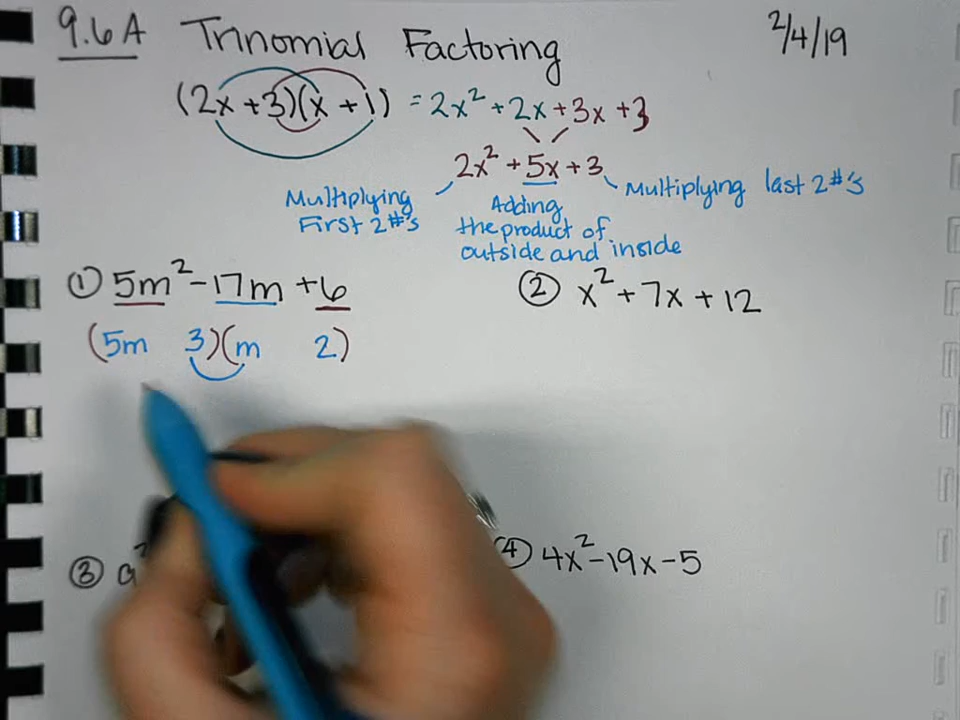 9.6A Trinomial Factoring 2/4/19
(2x + 3)(x + 1) = 2x² + 2x + 3x + 3
2x² + 5x + 3
Multiplying First 2 #'s
Adding the product of outside and inside
Multiplying last 2 #'s
① 5m² - 17m + 6
(5m 3)(m 2)
② x² + 7x + 12
③ a²
④ 4x² - 19x - 5